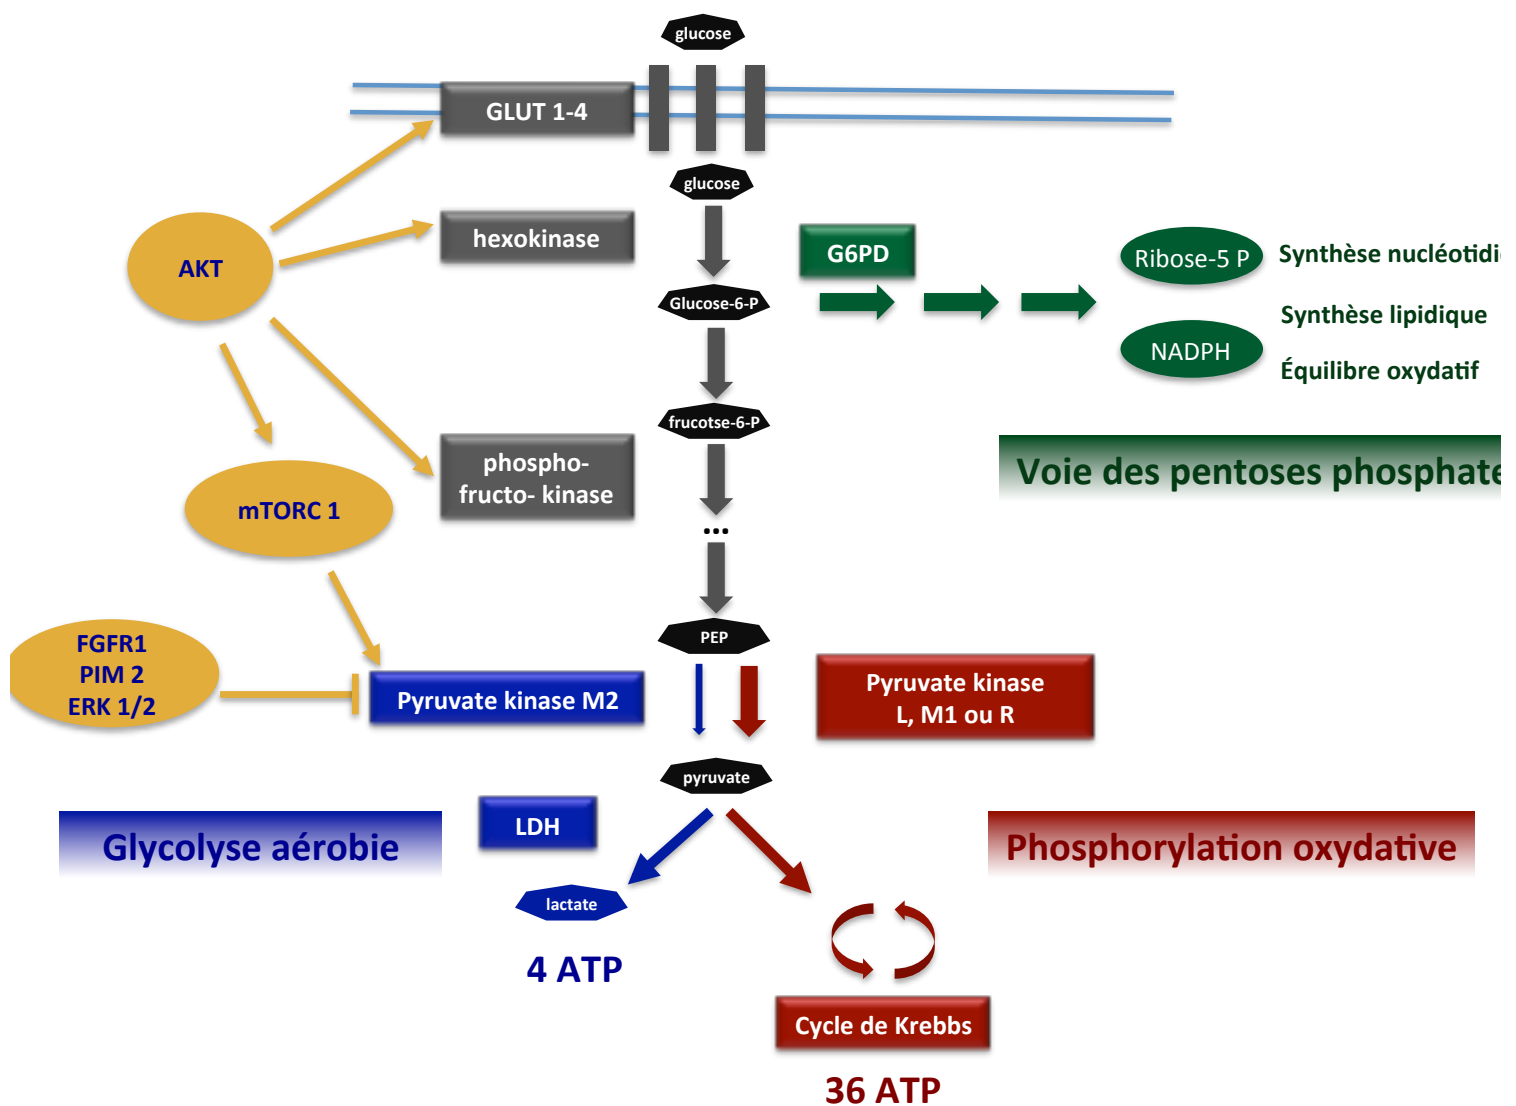 glucose
GLUT 1-4
glucose
hexokinase
G6PD
AKT
Ribose-5 P
Synthèse nucléotidi
Glucose-6-P
Synthèse lipidique
NADPH
Équilibre oxydatif
frucotse-6-P
phospho-
fructo- kinase
Voie des pentoses phosphate
mTORC 1
...
PEP
FGFR1
PIM 2
ERK 1/2
Pyruvate kinase M2
Pyruvate kinase
L, M1 ou R
pyruvate
LDH
Glycolyse aérobie
Phosphorylation oxydative
lactate
4 ATP
Cycle de Krebbs
36 ATP